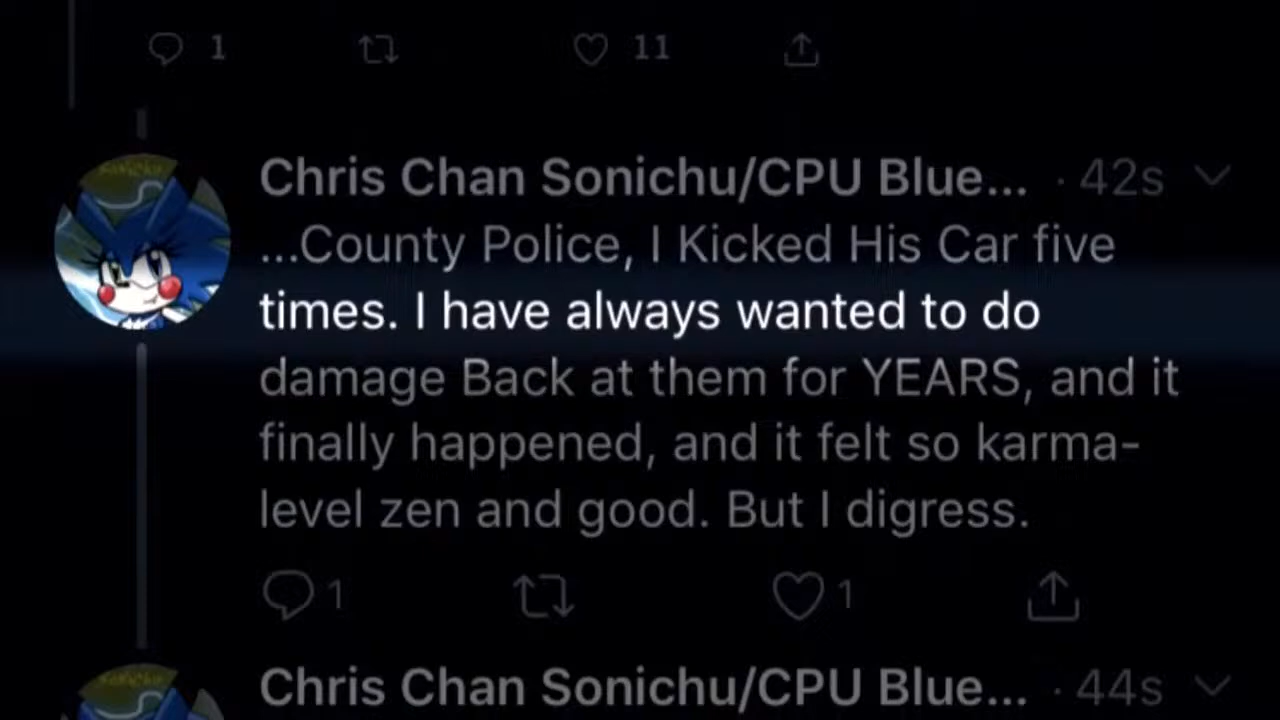 1 11
Chris Chan Sonichu/CPU Blue... · 42s
...County Police, I Kicked His Car five
times. I have always wanted to do
damage Back at them for YEARS, and it
finally happened, and it felt so karma-
level zen and good. But I digress.
1 1
Chris Chan Sonichu/CPU Blue... · 44s